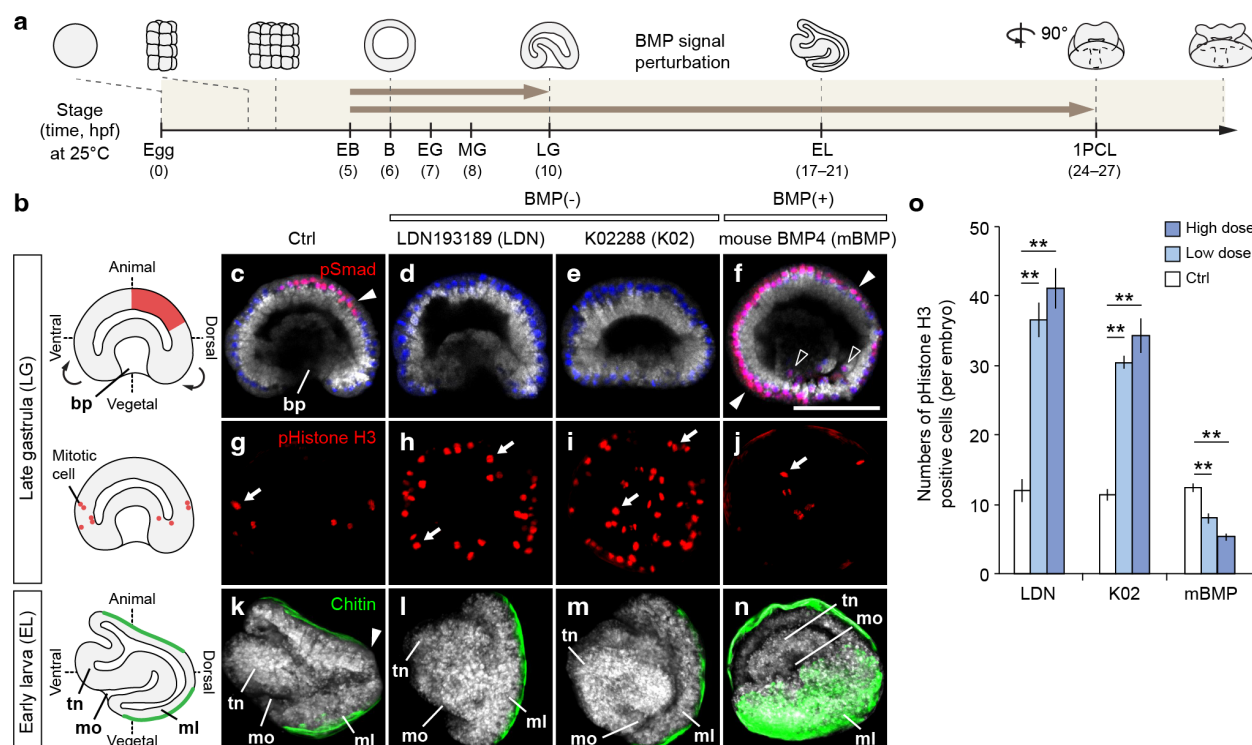 a
BMP signal
perturbation
90°
Stage
(time, hpf)
at 25°C
Egg
(0)
EB
(5)
B
(6)
EG
(7)
MG
(8)
LG
(10)
EL
(17–21)
1PCL
(24–27)
b
BMP(-)
BMP(+)
Ctrl
LDN193189 (LDN)
K02288 (K02)
mouse BMP4 (mBMP)
Late gastrula (LG)
Animal
Ventral
Dorsal
bp
Vegetal
c
pSmad
bp
d
e
f
Mitotic
cell
g
pHistone H3
h
i
j
Early larva (EL)
Animal
Ventral
Dorsal
tn
mo
ml
Vegetal
k
Chitin
tn
mo
ml
l
tn
mo
ml
m
tn
mo
ml
n
tn
mo
ml
o
Numbers of pHistone H3
positive cells (per embryo)
50
40
30
20
10
0
High dose
Low dose
Ctrl
**
**
**
**
**
**
LDN
K02
mBMP